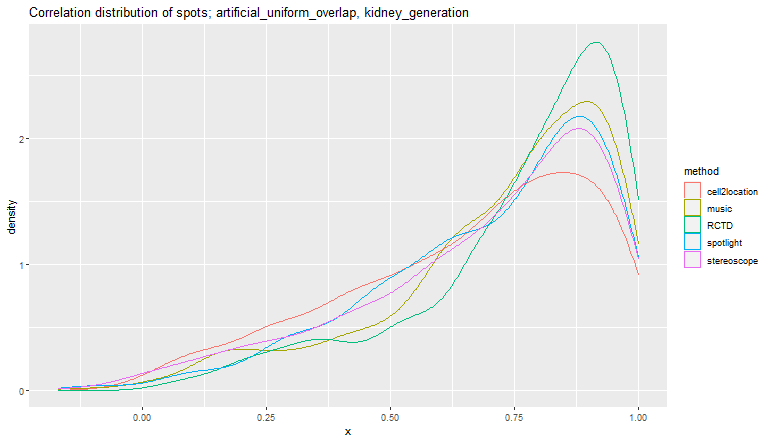 Correlation distribution of spots; artificial_uniform_overlap, kidney_generation
density
2
1
0
0.00 0.25 0.50 0.75 1.00
x
method
cell2location
music
RCTD
spotlight
stereoscope